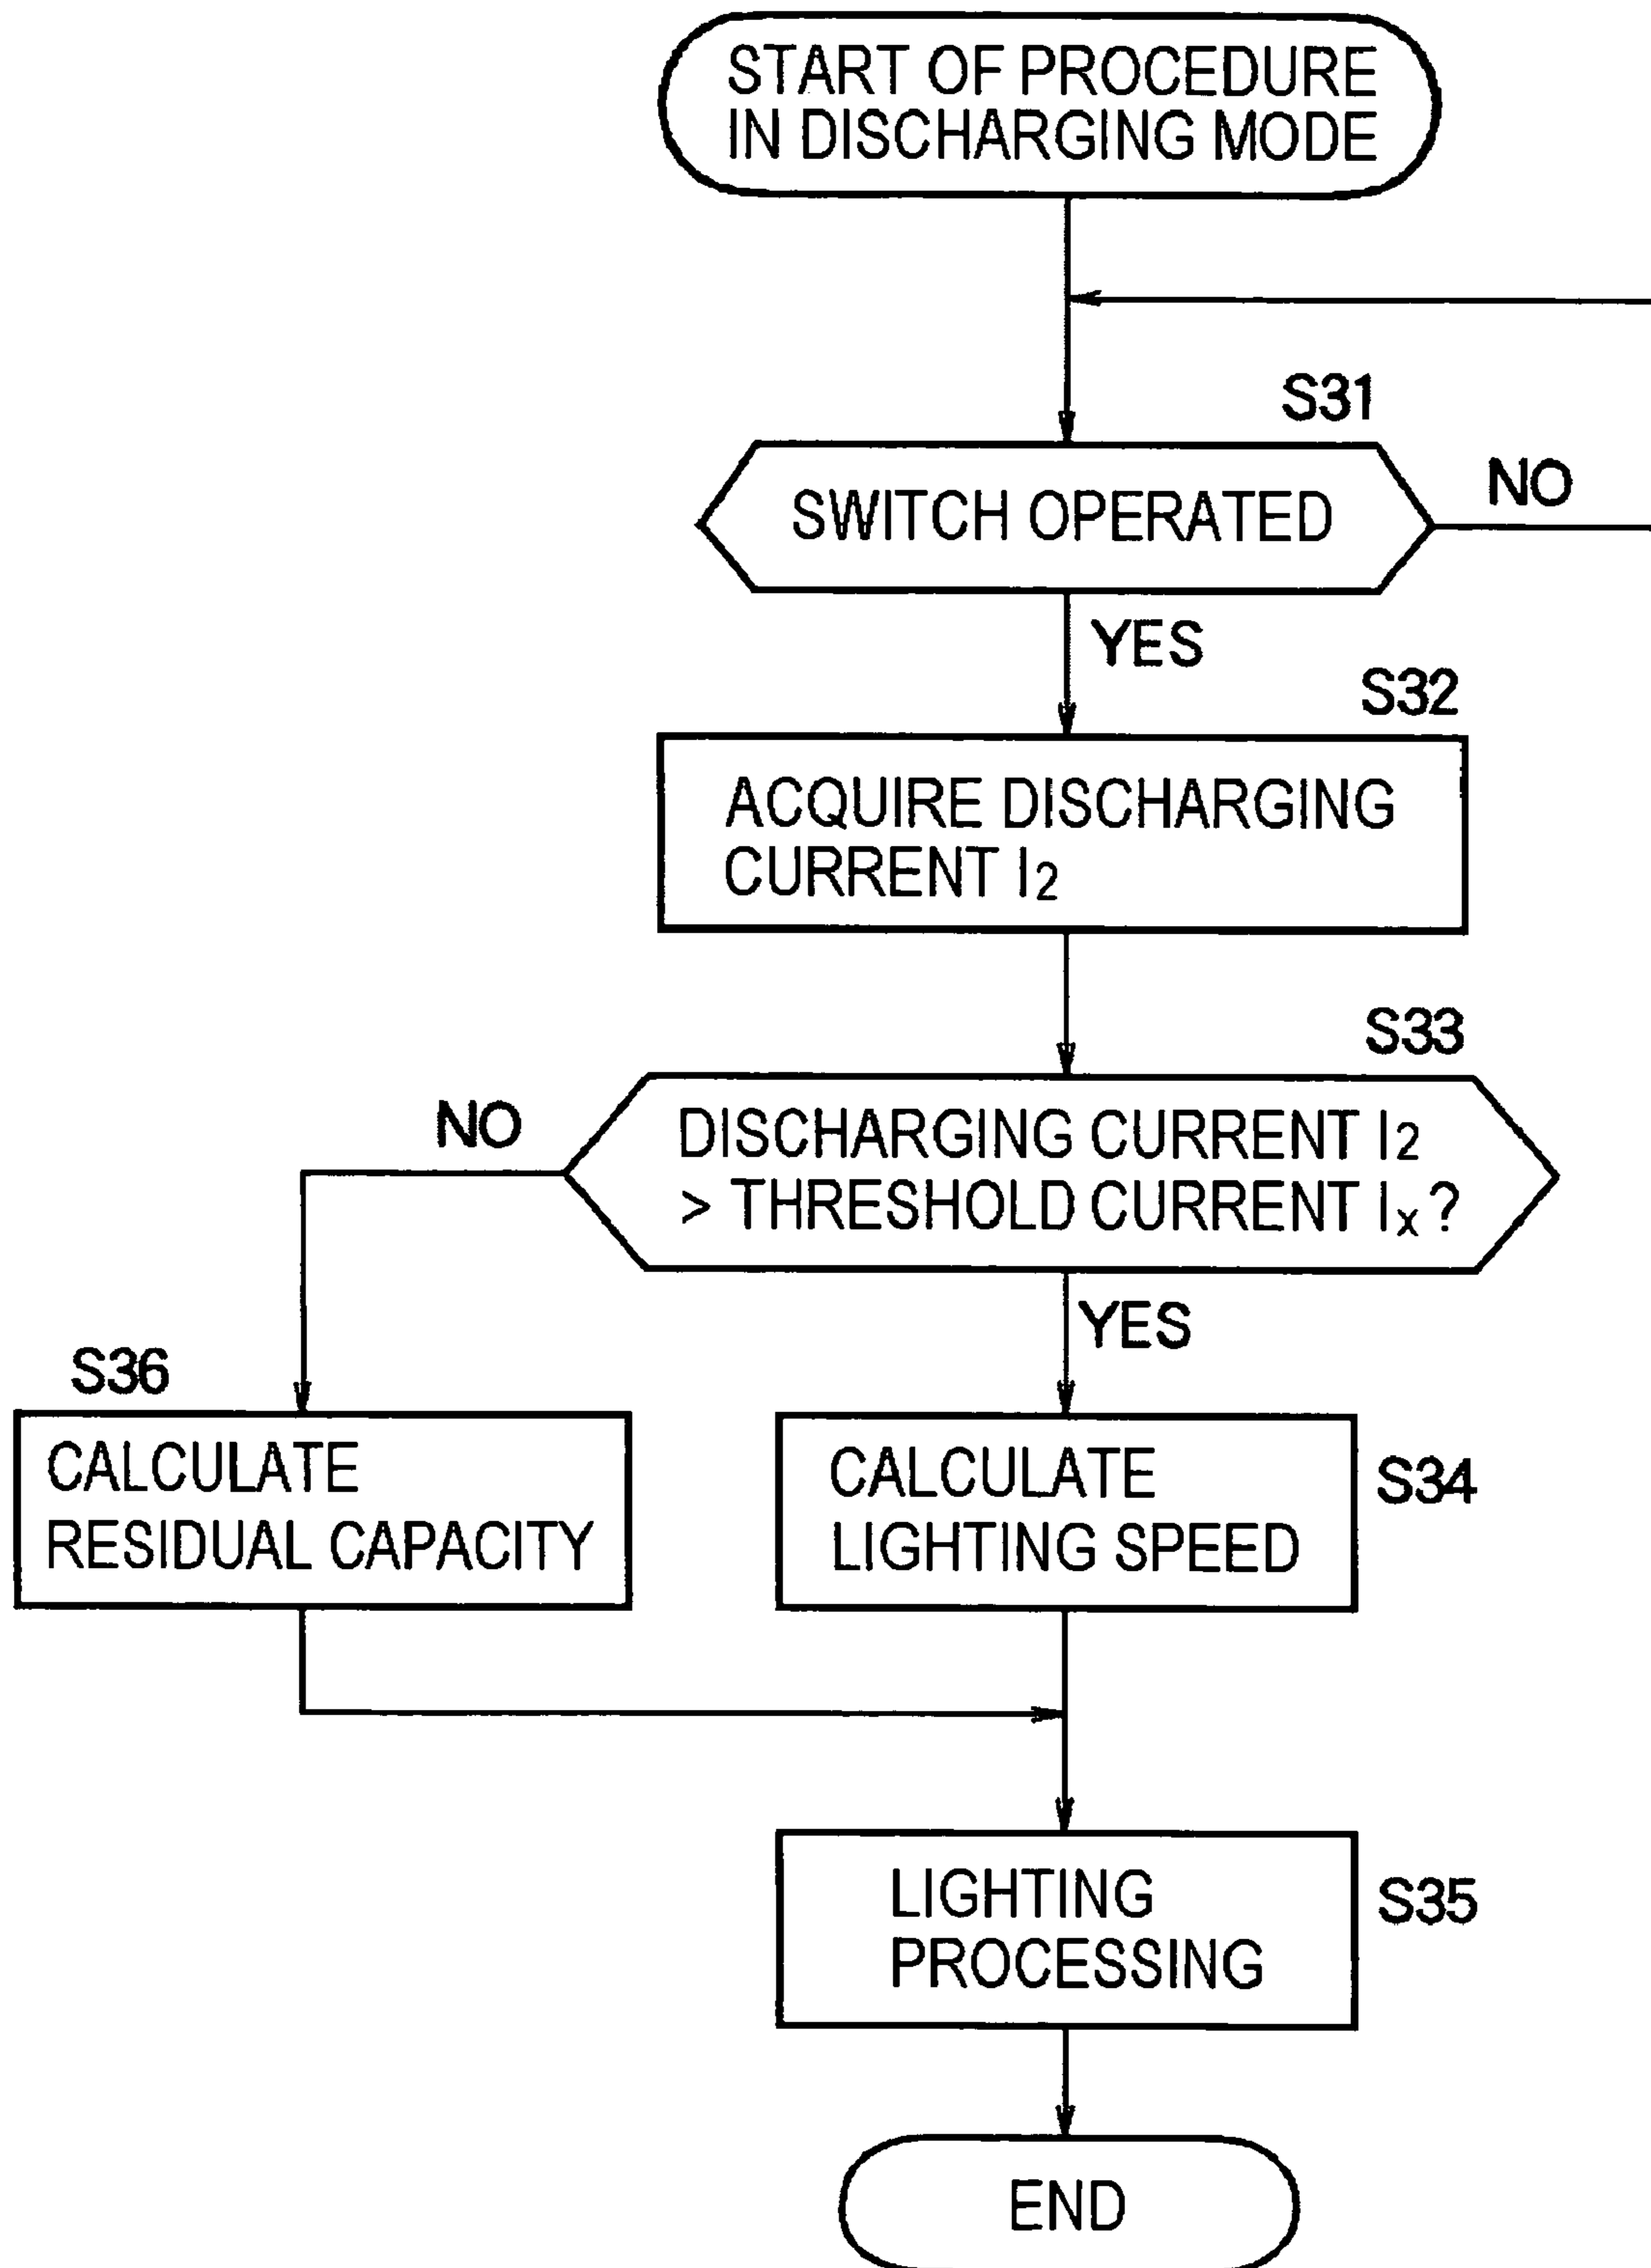 START OF PROCEDURE
IN DISCHARGING MODE
S31
SWITCH OPERATED
NO
YES
S32
ACQUIRE DISCHARGING
CURRENT I2
S33
NO
DISCHARGING CURRENT I2
> THRESHOLD CURRENT Ix ?
YES
S36
CALCULATE
RESIDUAL CAPACITY
CALCULATE
LIGHTING SPEED
S34
LIGHTING
PROCESSING
S35
END